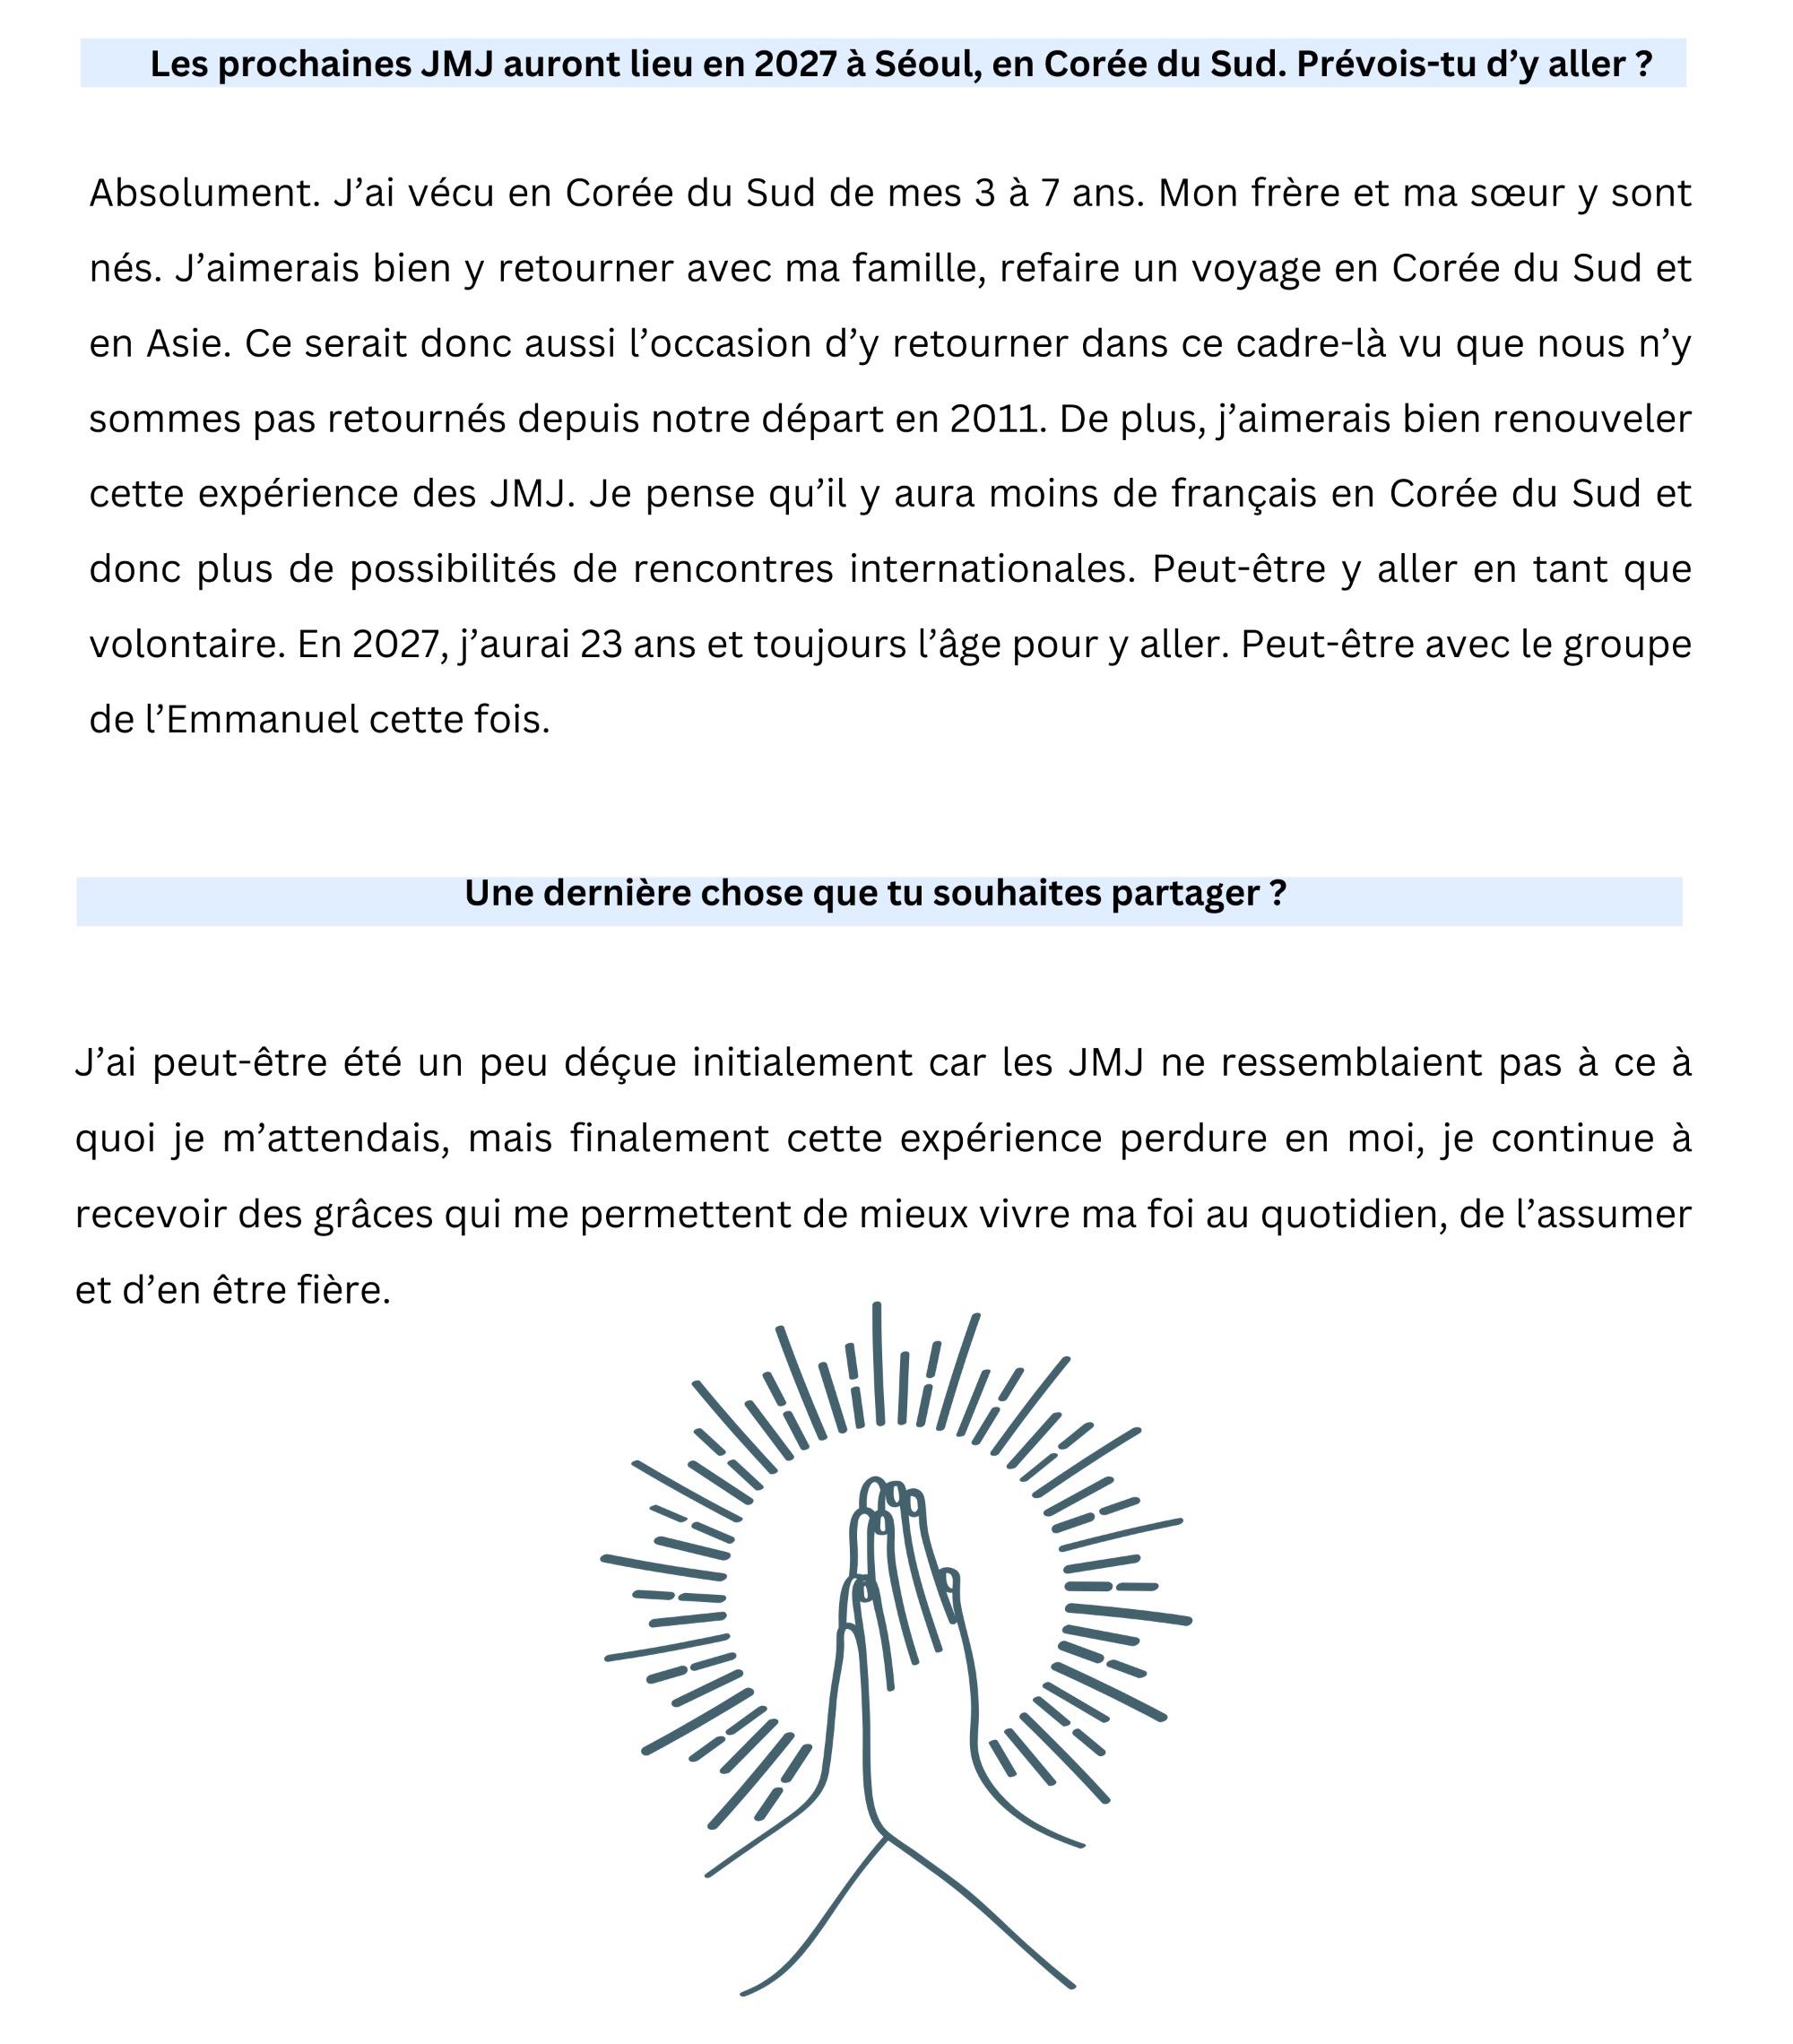 Les prochaines JMJ auront lieu en 2027 à Séoul, en Corée du Sud. Prévois-tu d’y aller ?
Absolument. J’ai vécu en Corée du Sud de mes 3 à 7 ans. Mon frère et ma sœur y sont
nés. J’aimerais bien y retourner avec ma famille, refaire un voyage en Corée du Sud et
en Asie. Ce serait donc aussi l’occasion d’y retourner dans ce cadre-là vu que nous n’y
sommes pas retournés depuis notre départ en 2011. De plus, j’aimerais bien renouveler
cette expérience des JMJ. Je pense qu’il y aura moins de français en Corée du Sud et
donc plus de possibilités de rencontres internationales. Peut-être y aller en tant que
volontaire. En 2027, j’aurai 23 ans et toujours l’âge pour y aller. Peut-être avec le groupe
de l’Emmanuel cette fois.
Une dernière chose que tu souhaites partager ?
J’ai peut-être été un peu déçue initialement car les JMJ ne ressemblaient pas à ce à
quoi je m’attendais, mais finalement cette expérience perdure en moi, je continue à
recevoir des grâces qui me permettent de mieux vivre ma foi au quotidien, de l’assumer
et d’en être fière.